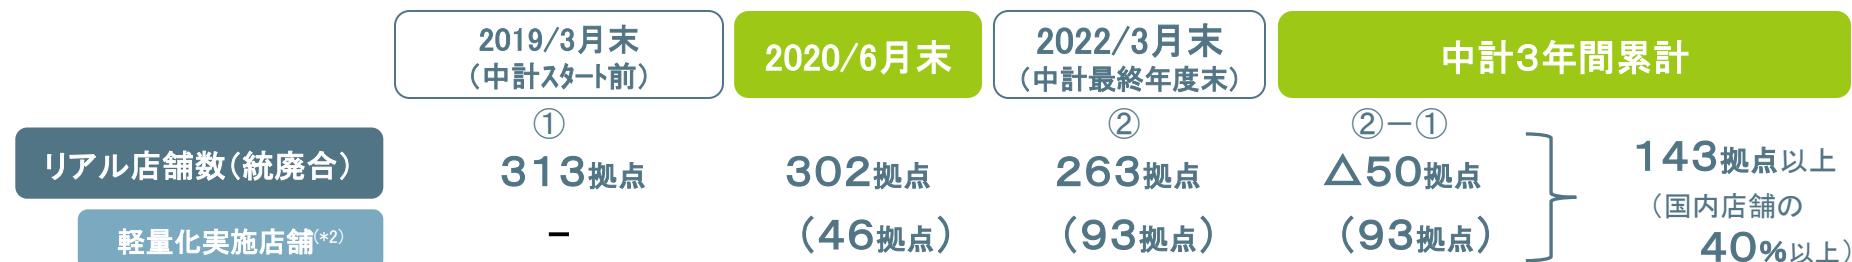 2019/3月末
（中計ｽﾀｰﾄ前）
2020/6月末
2022/3月末
（中計最終年度末）
中計３年間累計
①
②
②－①
リアル店舗数（統廃合）
313拠点
302拠点
263拠点
△50拠点
143拠点以上
（国内店舗の
40%以上）
軽量化実施店舗(*2)
－
（46拠点）
（93拠点）
（93拠点）